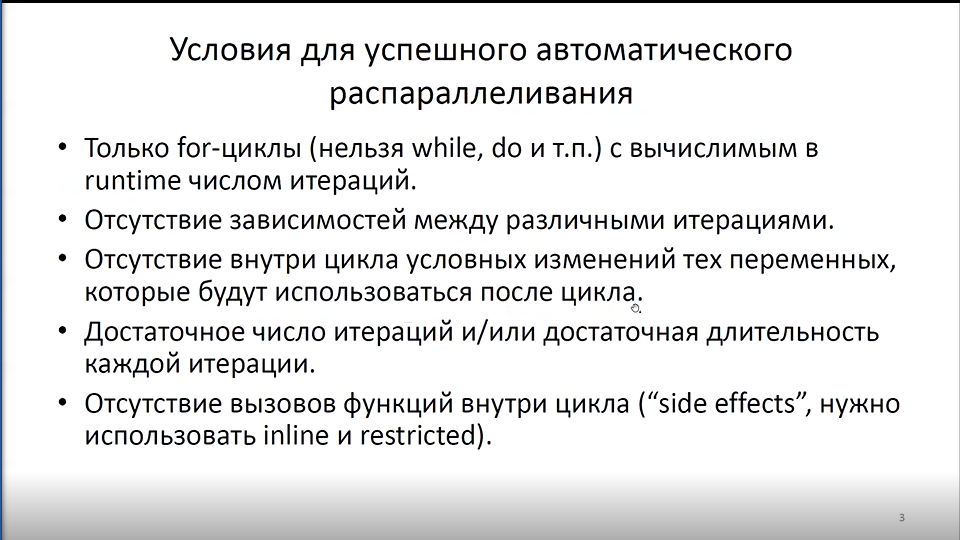 Условия для успешного автоматического
распараллеливания
• Только for-циклы (нельзя while, do и т.п.) с вычислимым в
runtime числом итераций.
• Отсутствие зависимостей между различными итерациями.
• Отсутствие внутри цикла условных изменений тех переменных,
которые будут использоваться после цикла.
• Достаточное число итераций и/или достаточная длительность
каждой итерации.
• Отсутствие вызовов функций внутри цикла (“side effects”, нужно
использовать inline и restricted).
3